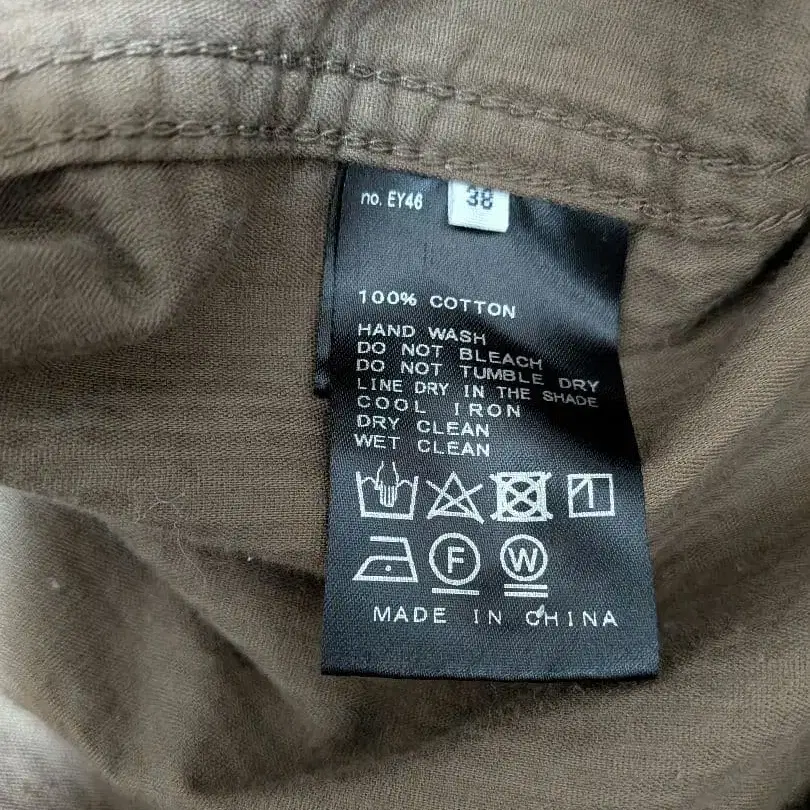 no. EY46 38
100% COTTON
HAND WASH
DO NOT BLEACH
DO NOT TUMBLE DRY
LINE DRY IN THE SHADE
COOL IRON
DRY CLEAN
WET CLEAN
F W
MADE IN CHINA